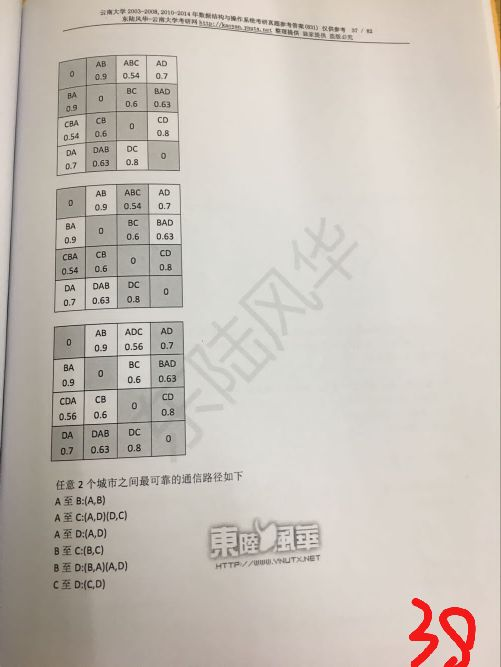 云南大学 2003-2008,2010-2014 年数据结构与操作系统考研真题参考答案(831) 仅供参考 37 / 82
东陆风华-云南大学考研网 http://kaoyan.ynutx.net 整理提供 独家提供 盗版必究
0 AB ABC AD
0.9 0.54 0.7
BA 0 BC BAD
0.9 0.6 0.63
CBA CB 0 CD
0.54 0.6 0.8
DA DAB DC 0
0.7 0.63 0.8
0 AB ABC AD
0.9 0.54 0.7
BA 0 BC BAD
0.9 0.6 0.63
CBA CB 0 CD
0.54 0.6 0.8
DA DAB DC 0
0.7 0.63 0.8
0 AB ADC AD
0.9 0.56 0.7
BA 0 BC BAD
0.9 0.6 0.63
CDA CB 0 CD
0.56 0.6 0.8
DA DAB DC 0
0.7 0.63 0.8
东陆风华
任意 2 个城市之间最可靠的通信路径如下
A 至 B:(A,B)
A 至 C:(A,D)(D,C)
A 至 D:(A,D)
B 至 C:(B,C)
B 至 D:(B,A)(A,D)
C 至 D:(C,D)
東陸風華
HTTP://WWW.YNUTX.NET
38